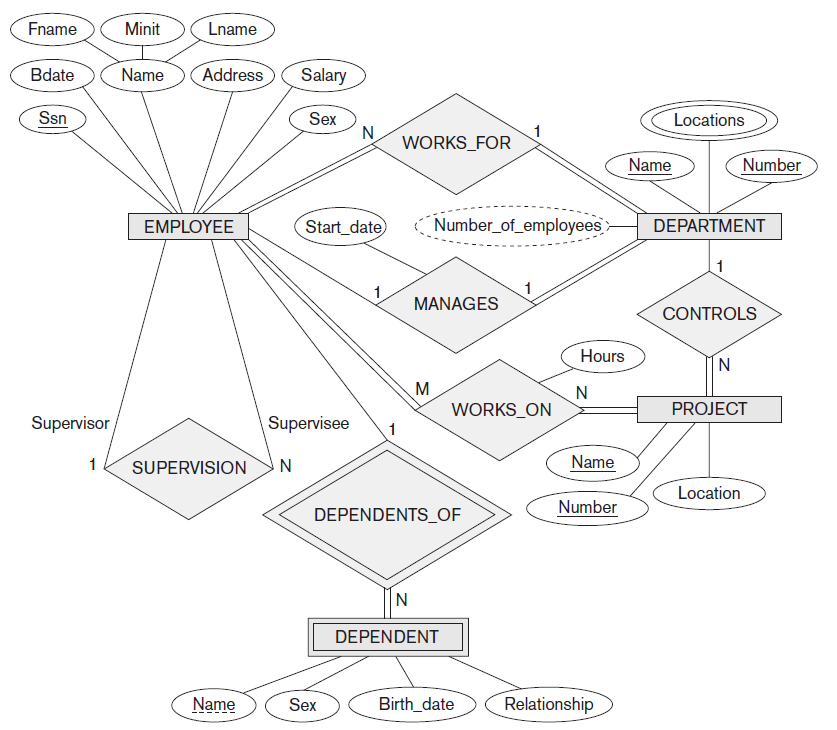 Fname
Minit
Lname
Bdate
Name
Address
Salary
Ssn
Sex
N
WORKS_FOR
1
Locations
Name
Number
EMPLOYEE
Start_date
Number_of_employees
DEPARTMENT
1
MANAGES
1
1
CONTROLS
N
Hours
M
WORKS_ON
N
PROJECT
Supervisor
Supervisee
1
1
SUPERVISION
N
Name
Number
Location
DEPENDENTS_OF
N
DEPENDENT
Name
Sex
Birth_date
Relationship